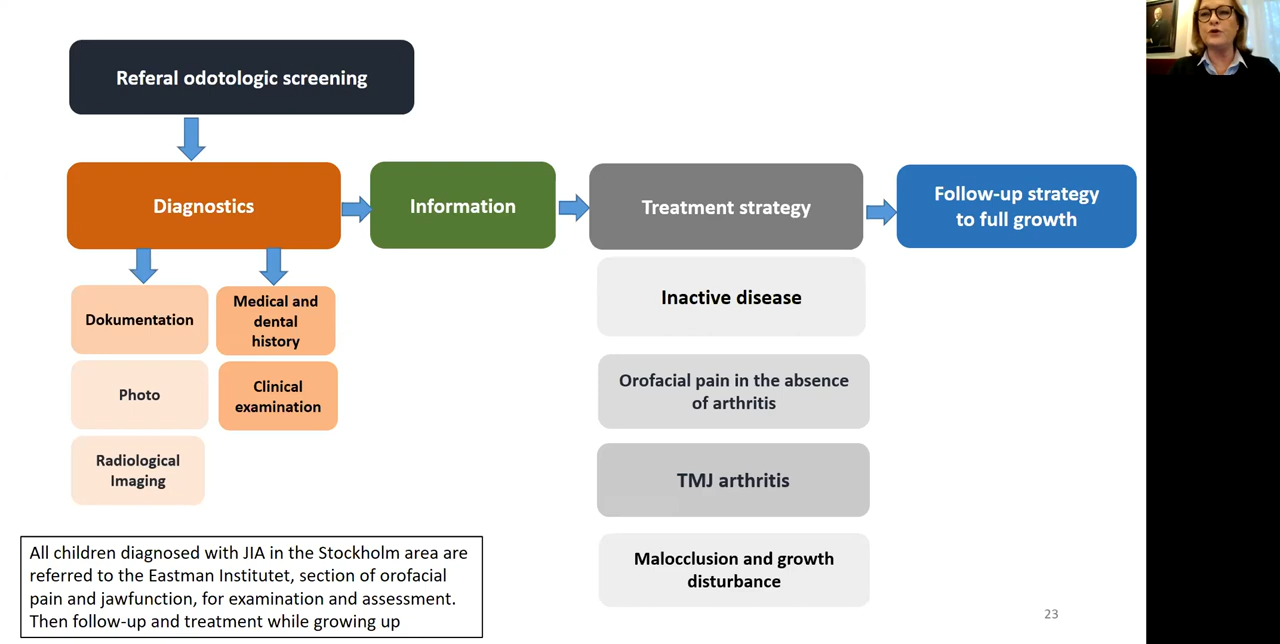 Referal odotologic screening
Diagnostics
Information
Treatment strategy
Follow-up strategy
to full growth
Dokumentation
Medical and
dental
history
Photo
Clinical
examination
Radiological
Imaging
Inactive disease
Orofacial pain in the absence
of arthritis
TMJ arthritis
Malocclusion and growth
disturbance
All children diagnosed with JIA in the Stockholm area are
referred to the Eastman Institutet, section of orofacial
pain and jawfunction, for examination and assessment.
Then follow-up and treatment while growing up
23